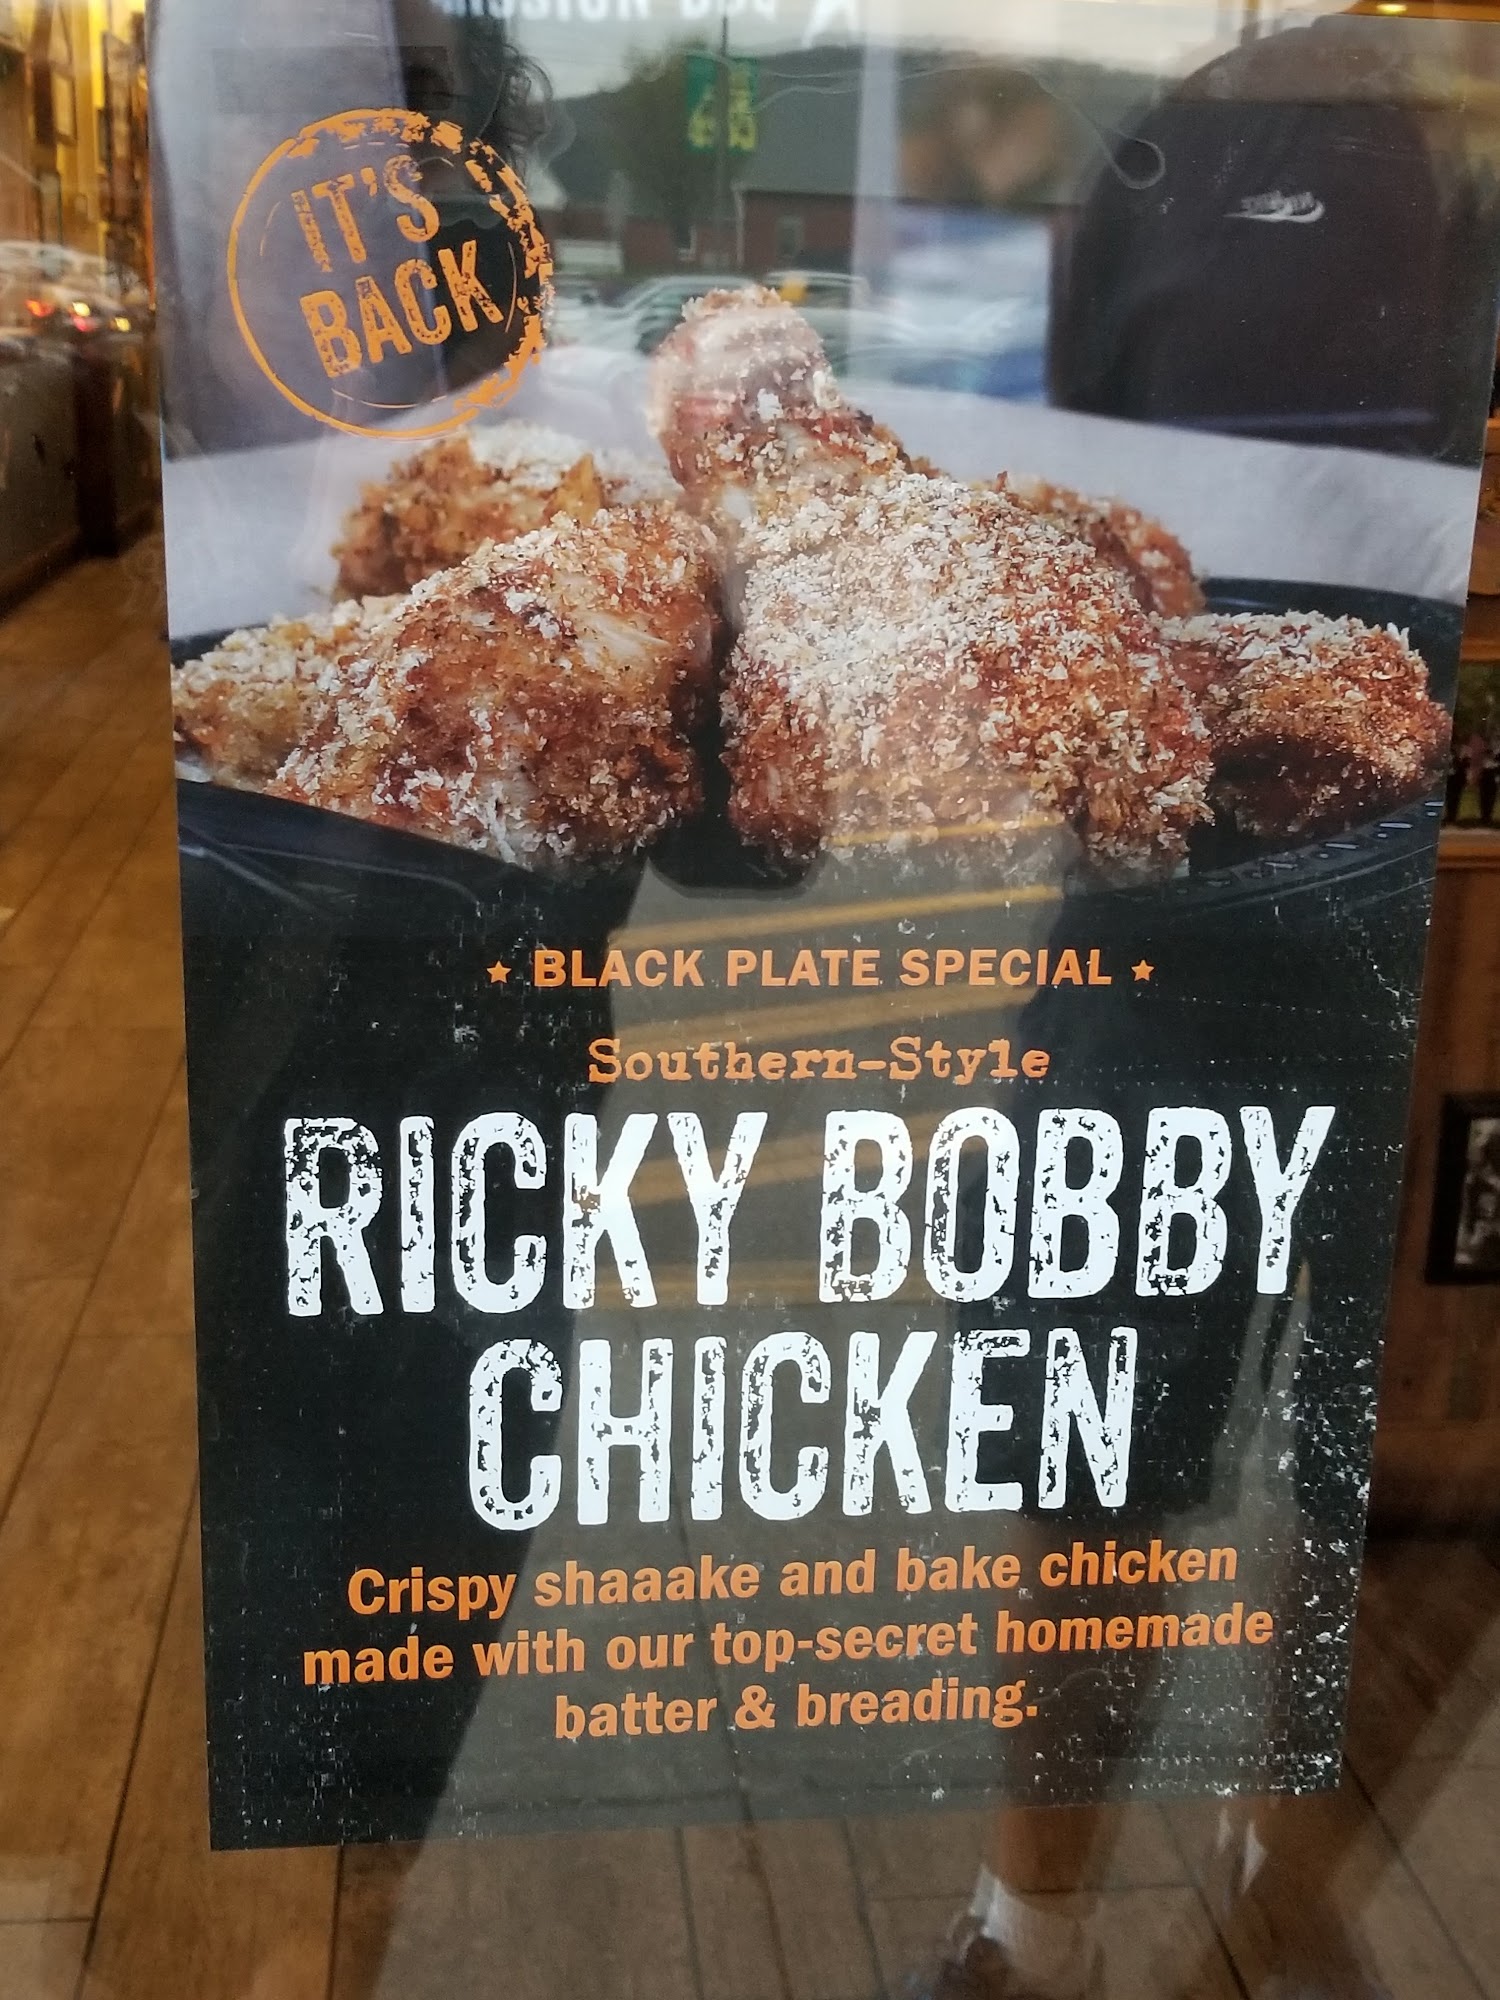 IT'S
BACK
★ BLACK PLATE SPECIAL ★
Southern-Style
RICKY BOBBY
CHICKEN
Crispy shaaake and bake chicken
made with our top-secret homemade
batter & breading.